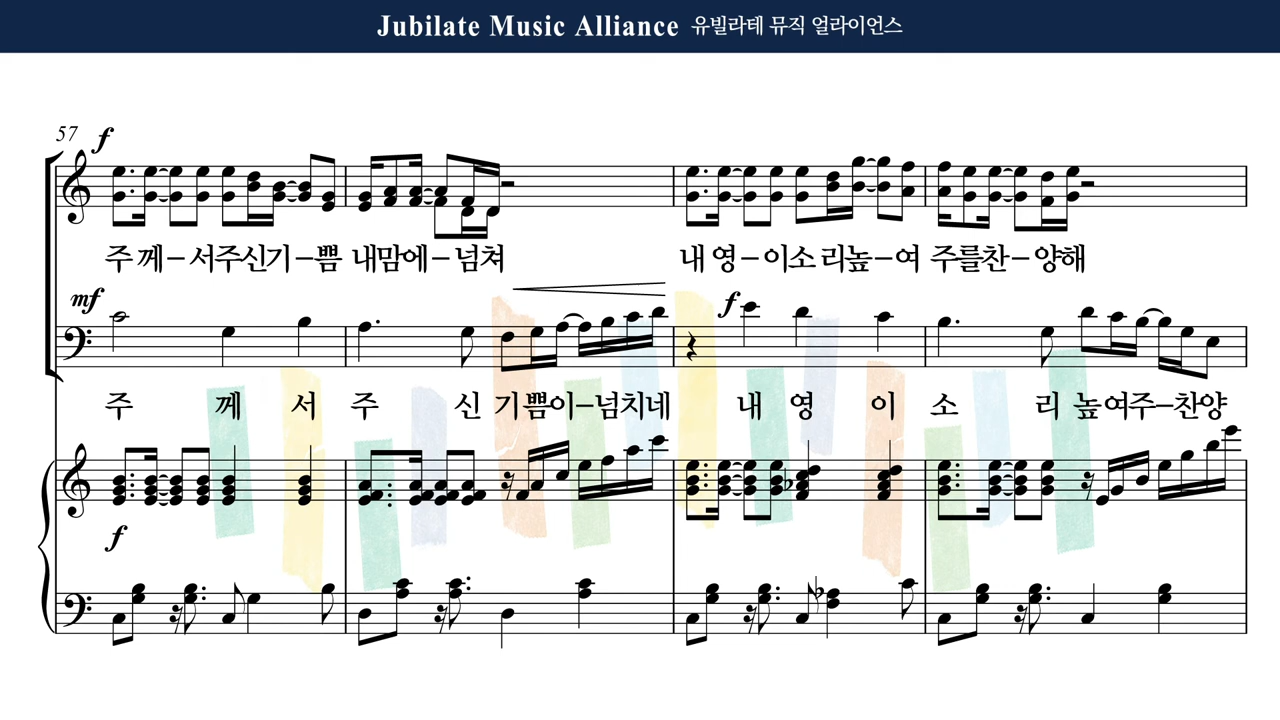 Jubilate Music Alliance 유빌라테 뮤직 얼라이언스
57 f
주 께－서주신기－쁨 내맘에－넘쳐 내 영－이소 리높－여 주를찬－양해
mf f
주 께 서 주 신 기쁨이－넘치네 내 영 이 소 리 높여주－찬양
f